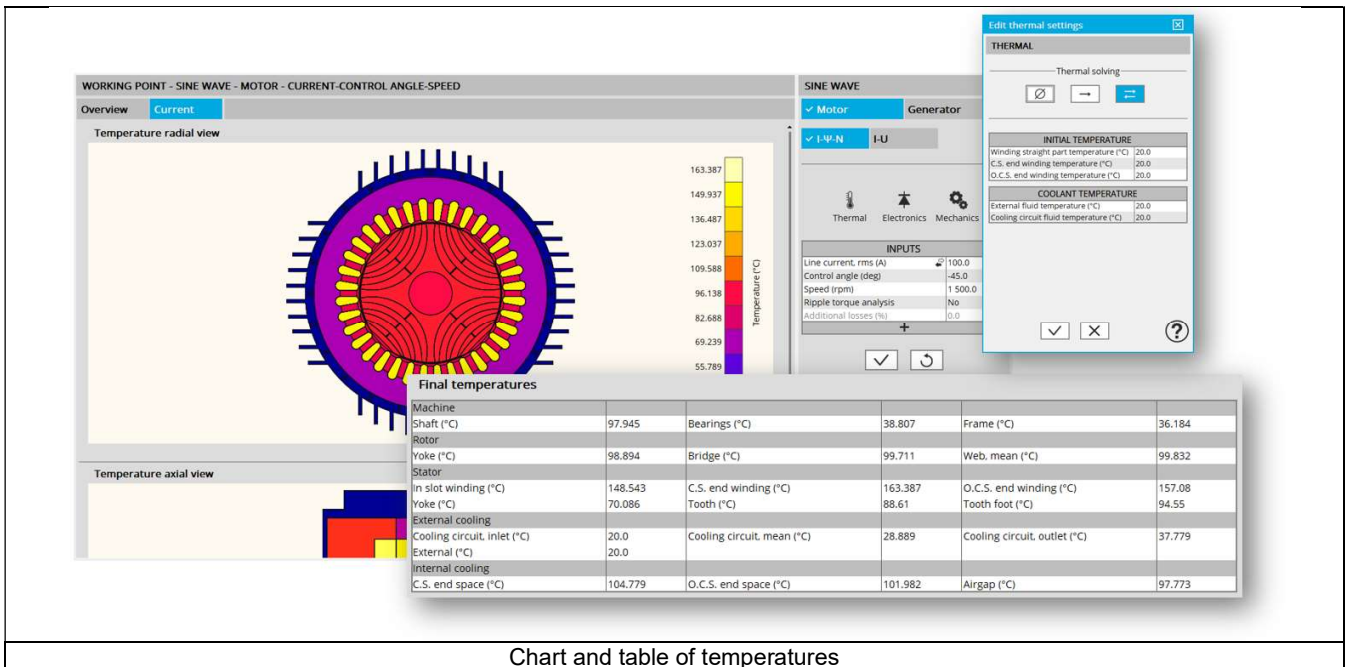 WORKING POINT - SINE WAVE - MOTOR - CURRENT-CONTROL ANGLE-SPEED
Overview Current
Temperature radial view
163.387
149.937
136.487
123.037
109.588
96.138
82.688
69.239
55.789
Temperature (°C)
Temperature axial view
SINE WAVE
✓ Motor Generator
✓ I-Ψ-N I-U
Thermal Electronics Mechanics
INPUTS
Line current, rms (A) 100.0
Control angle (deg) -45.0
Speed (rpm) 1 500.0
Ripple torque analysis No
Additional losses (%) 0.0
+
Edit thermal settings
THERMAL
Thermal solving
INITIAL TEMPERATURE
Winding straight part temperature (°C) 20.0
C.S. end winding temperature (°C) 20.0
O.C.S. end winding temperature (°C) 20.0
COOLANT TEMPERATURE
External fluid temperature (°C) 20.0
Cooling circuit fluid temperature (°C) 20.0
?
Final temperatures
Machine
Shaft (°C) 97.945 Bearings (°C) 38.807 Frame (°C) 36.184
Rotor
Yoke (°C) 98.894 Bridge (°C) 99.711 Web, mean (°C) 99.832
Stator
In slot winding (°C) 148.543 C.S. end winding (°C) 163.387 O.C.S. end winding (°C) 157.08
Yoke (°C) 70.086 Tooth (°C) 88.61 Tooth foot (°C) 94.55
External cooling
Cooling circuit, inlet (°C) 20.0 Cooling circuit, mean (°C) 28.889 Cooling circuit, outlet (°C) 37.779
External (°C) 20.0
Internal cooling
C.S. end space (°C) 104.779 O.C.S. end space (°C) 101.982 Airgap (°C) 97.773
Chart and table of temperatures